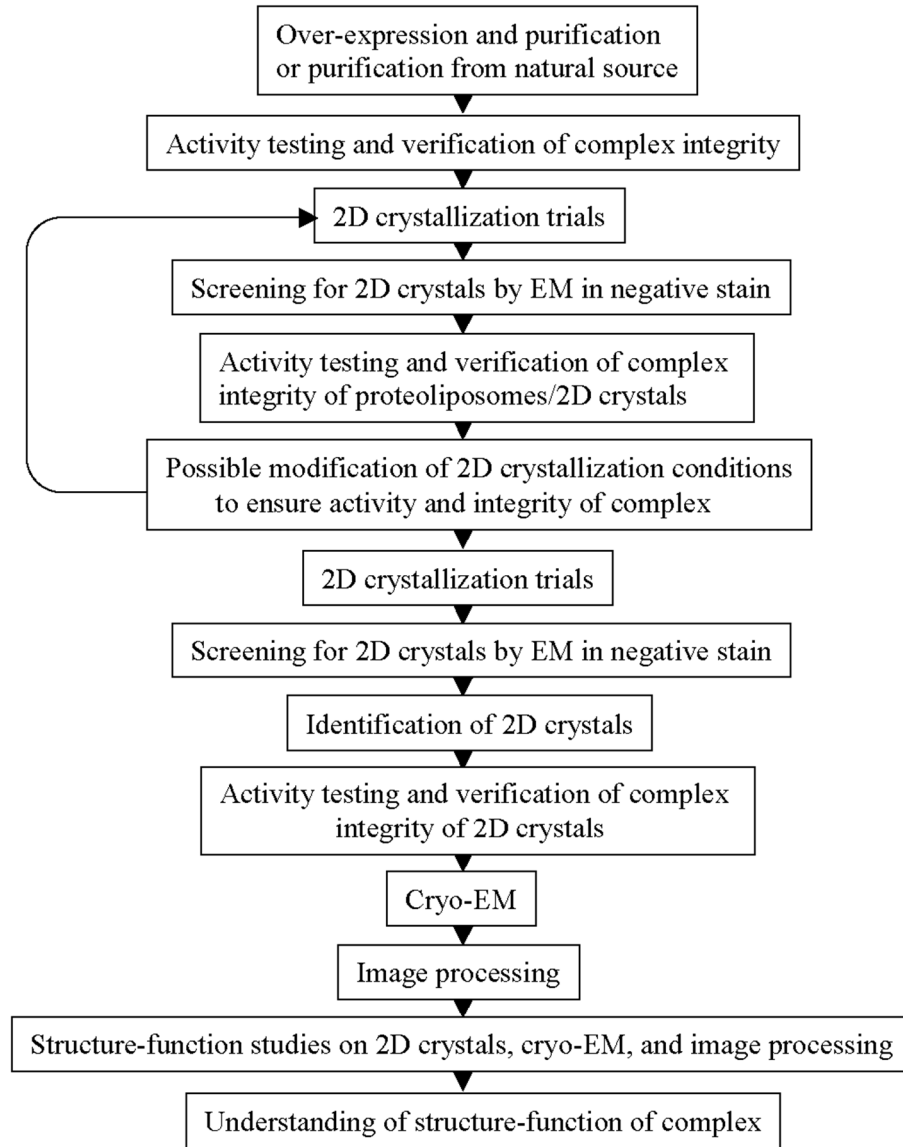 Over-expression and purification
or purification from natural source
Activity testing and verification of complex integrity
2D crystallization trials
Screening for 2D crystals by EM in negative stain
Activity testing and verification of complex
integrity of proteoliposomes/2D crystals
Possible modification of 2D crystallization conditions
to ensure activity and integrity of complex
2D crystallization trials
Screening for 2D crystals by EM in negative stain
Identification of 2D crystals
Activity testing and verification of complex
integrity of 2D crystals
Cryo-EM
Image processing
Structure-function studies on 2D crystals, cryo-EM, and image processing
Understanding of structure-function of complex